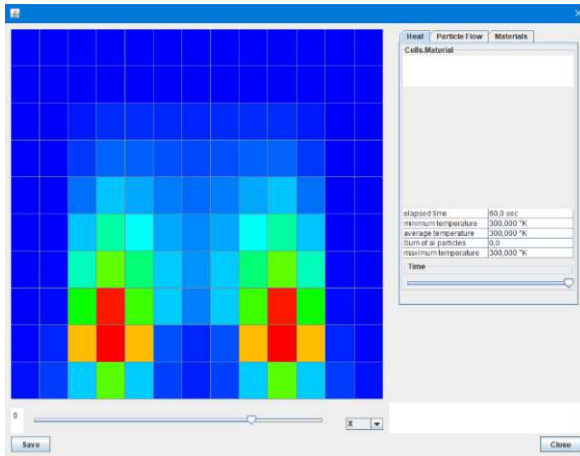 Heat Particle Flow Materials
Cells.Material
elapsed time 60,0 sec
minimum temperature 300,000 °K
average temperature 300,000 °K
Sum of al particles 0,0
maximum temperature 300,000 °K
Time
9
X
Save Close